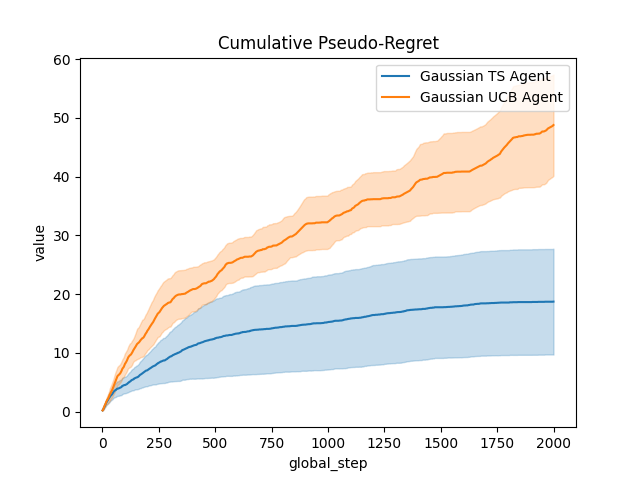 Cumulative Pseudo-Regret
Gaussian TS Agent
Gaussian UCB Agent
value
60
50
40
30
20
10
0
0 250 500 750 1000 1250 1500 1750 2000
global_step